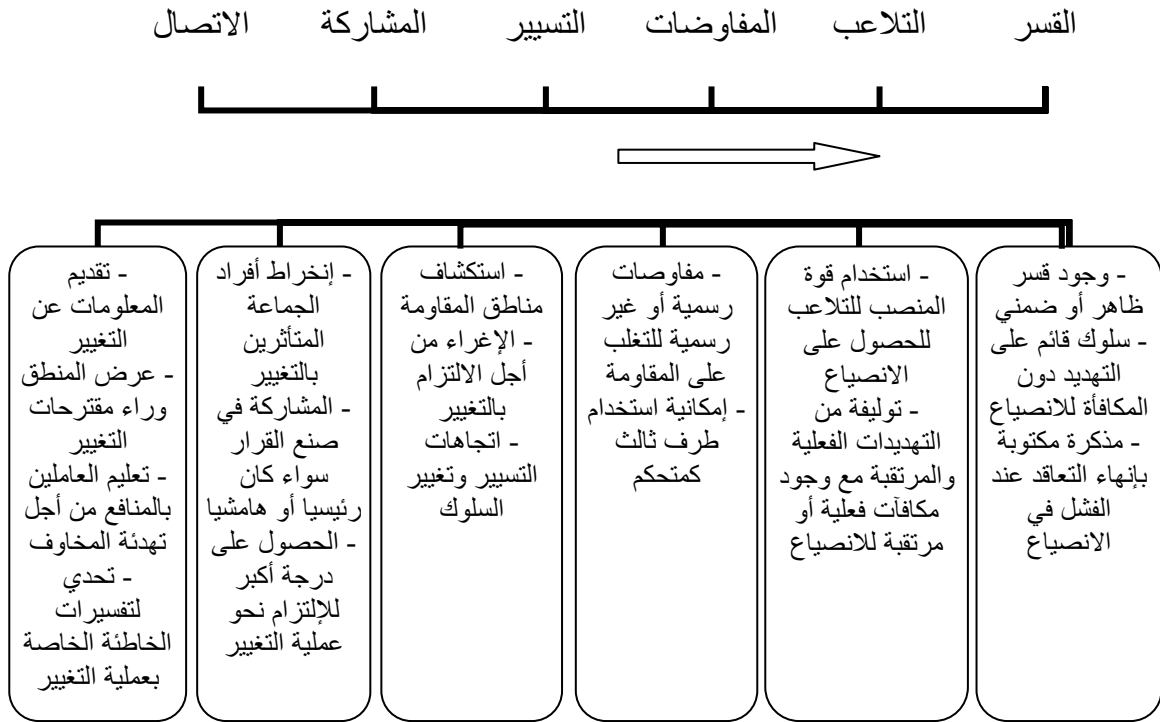 القسر التلاعب المفاوضات التسيير المشاركة الاتصال
- وجود قسر
ظاهر أو ضمني
- سلوك قائم على
التهديد دون
المكافأة للانصياع
- مذكرة مكتوبة
بإنهاء التعاقد عند
الفشل في
الانصياع
- استخدام قوة
المنصب للتلاعب
للحصول على
الانصياع
- توليفة من
التهديدات الفعلية
والمرتقبة مع وجود
مكافآت فعلية أو
مرتقبة للانصياع
- مفاوصات
رسمية أو غير
رسمية للتغلب
على المقاومة
- إمكانية استخدام
طرف ثالث
كمتحكم
- استكشاف
مناطق المقاومة
- الإغراء من
أجل الالتزام
بالتغيير
- اتجاهات
التسيير وتغيير
السلوك
- إنخراط أفراد
الجماعة
المتأثرين
بالتغيير
- المشاركة في
صنع القرار
سواء كان
رئيسيا أو هامشيا
- الحصول على
درجة أكبر
للإلتزام نحو
عملية التغيير
- تقديم
المعلومات عن
التغيير
- عرض المنطق
وراء مقترحات
التغيير
- تعليم العاملين
بالمنافع من أجل
تهدئة المخاوف
- تحدي
لتفسيرات
الخاطئة الخاصة
بعملية التغيير